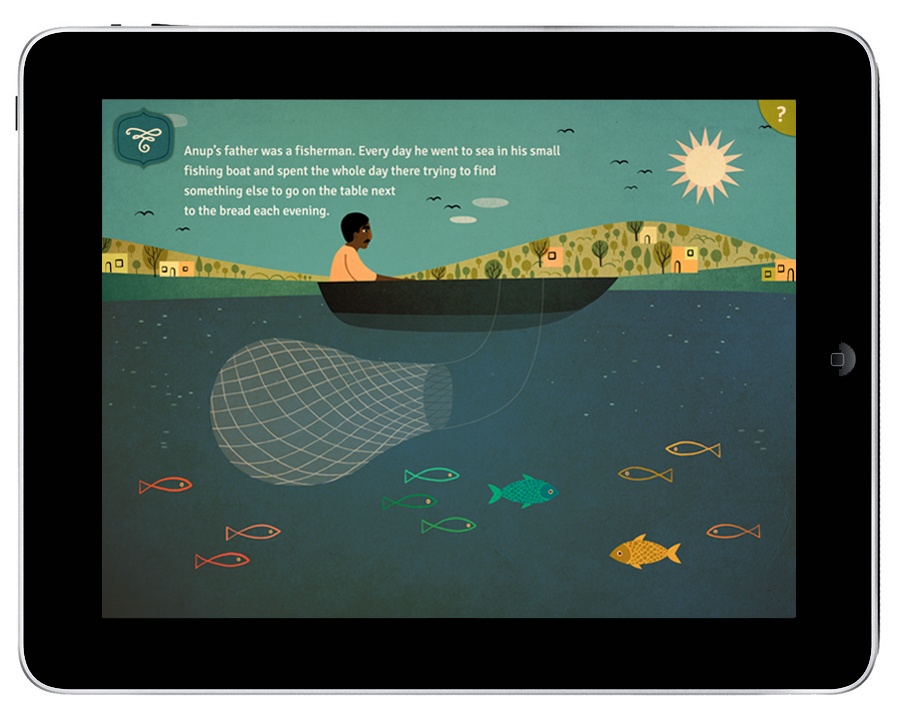 ?
Anup's father was a fisherman. Every day he went to sea in his small
fishing boat and spent the whole day there trying to find
something else to go on the table next
to the bread each evening.